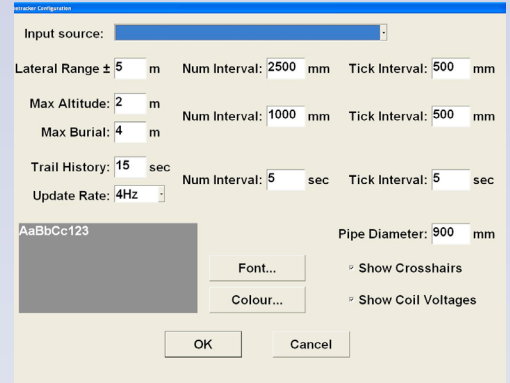 Pipetracker Configuration
Input source:
Lateral Range ± 5 m Num Interval: 2500 mm Tick Interval: 500 mm
Max Altitude: 2 m
Num Interval: 1000 mm Tick Interval: 500 mm
Max Burial: 4 m
Trail History: 15 sec
Num Interval: 5 sec Tick Interval: 5 sec
Update Rate: 4Hz
AaBbCc123
Pipe Diameter: 900 mm
Font... Show Crosshairs
Colour... Show Coil Voltages
OK Cancel